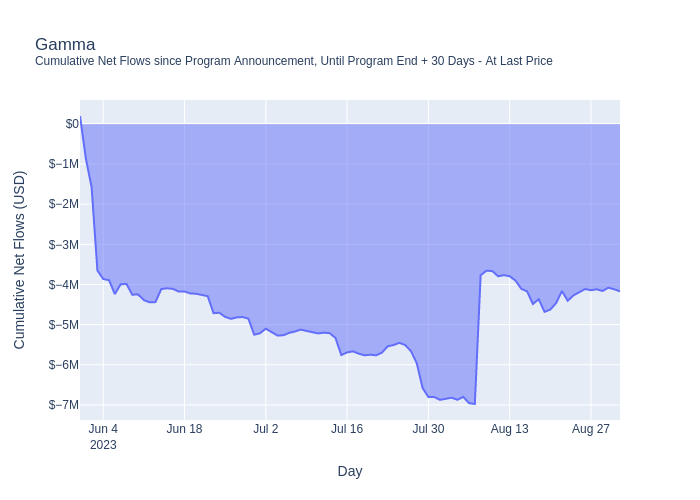 Gamma
Cumulative Net Flows since Program Announcement, Until Program End + 30 Days - At Last Price
Cumulative Net Flows (USD)
$0
$−1M
$−2M
$−3M
$−4M
$−5M
$−6M
$−7M
Jun 4
2023
Jun 18
Jul 2
Jul 16
Jul 30
Aug 13
Aug 27
Day